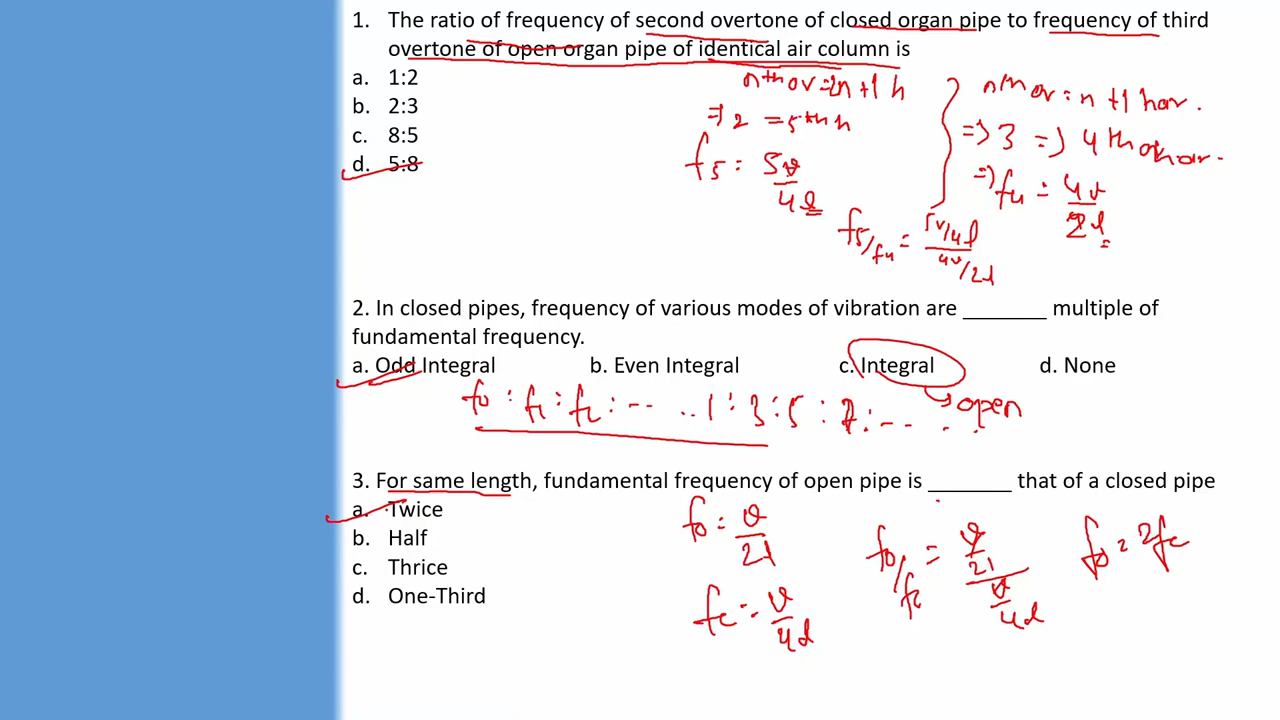 1. The ratio of frequency of second overtone of closed organ pipe to frequency of third
overtone of open organ pipe of identical air column is
a. 1:2
b. 2:3
c. 8:5
d. 5:8
nth ov = 2n+1 h
⇒ 2 = 5th h
f5 = 5v/4l
nth ov = n+1 har.
⇒ 3 ⇒ 4th har.
⇒ f4 = 4v/2l
f5/f4 = 5v/4l / 4v/2l
2. In closed pipes, frequency of various modes of vibration are _______ multiple of
fundamental frequency.
a. Odd Integral b. Even Integral c. Integral d. None
f0 : f1 : f2 : -- .. 1 : 3 : 5 : 7 : -- ..
open
3. For same length, fundamental frequency of open pipe is _______ that of a closed pipe
a. Twice
b. Half
c. Thrice
d. One-Third
fo = v/2l
fc = v/4l
fo/fc = v/2l / v/4l
fo = 2fc